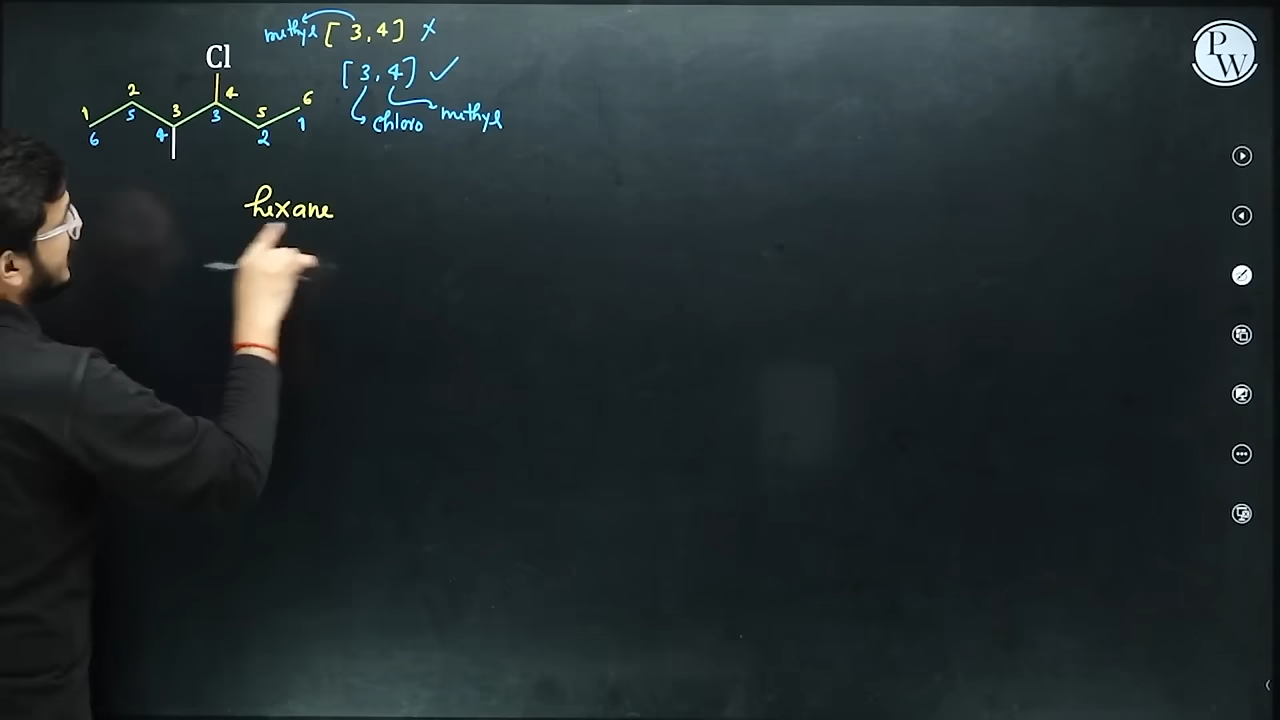 methyl [ 3, 4 ] ×
Cl
[ 3, 4 ] ✓
chloro methyl
1 2 3 4 5 6
6 5 4 3 2 1
hexane
P
W